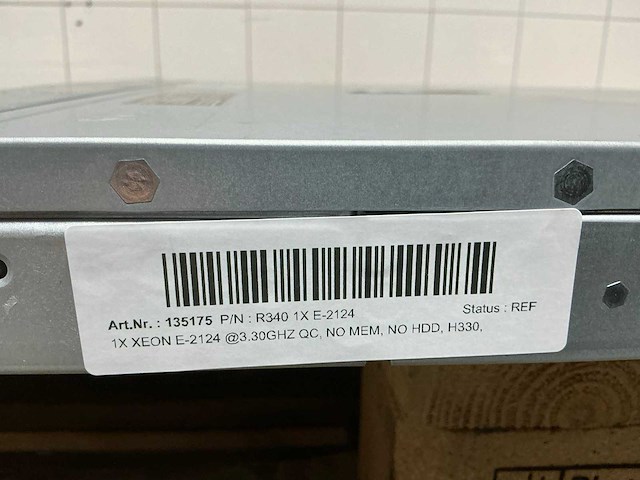 Art.Nr. : 135175 P/N : R340 1X E-2124 Status : REF
1X XEON E-2124 @3.30GHZ QC, NO MEM, NO HDD, H330,